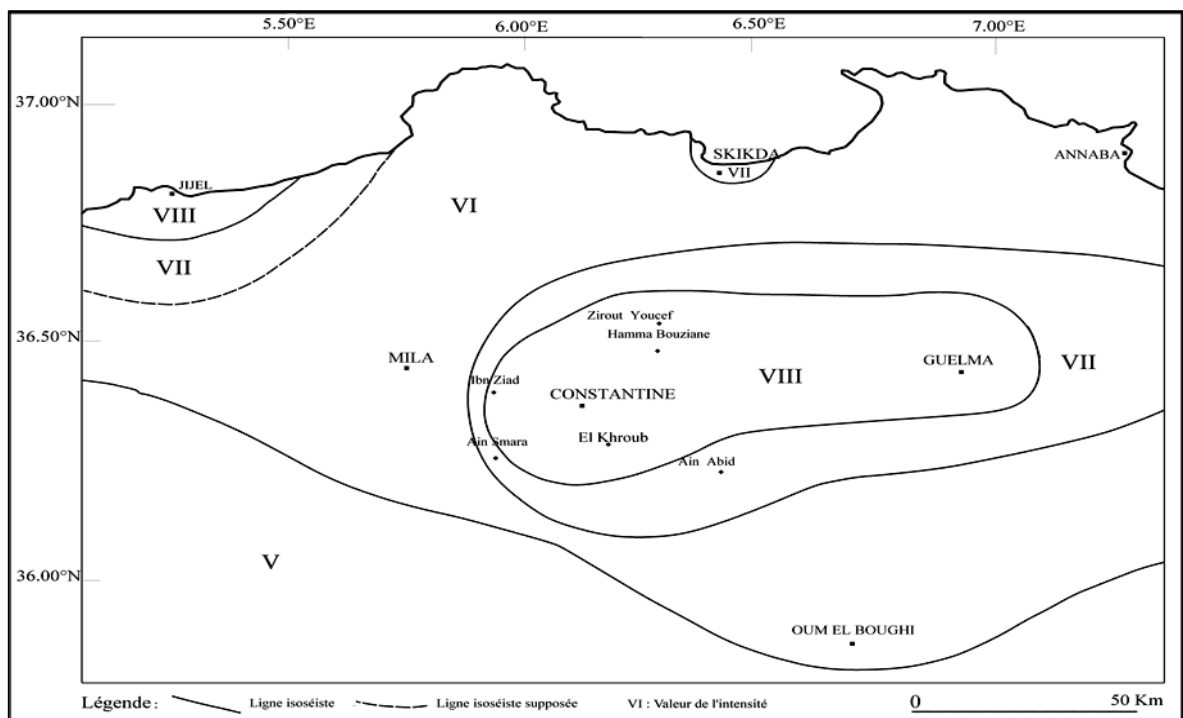 5.50°E 6.00°E 6.50°E 7.00°E
37.00°N
SKIKDA
VII
ANNABA
JIJEL
VIII
VI
VII
36.50°N
Zirout Youcef
Hamma Bouziane
MILA
GUELMA
VII
VIII
Ibn Ziad
CONSTANTINE
Ain Smara
El Khroub
Ain Abid
V
36.00°N
OUM EL BOUGHI
Légende : Ligne isoséiste Ligne isoséiste supposée VI : Valeur de l'intensité 0 50 Km